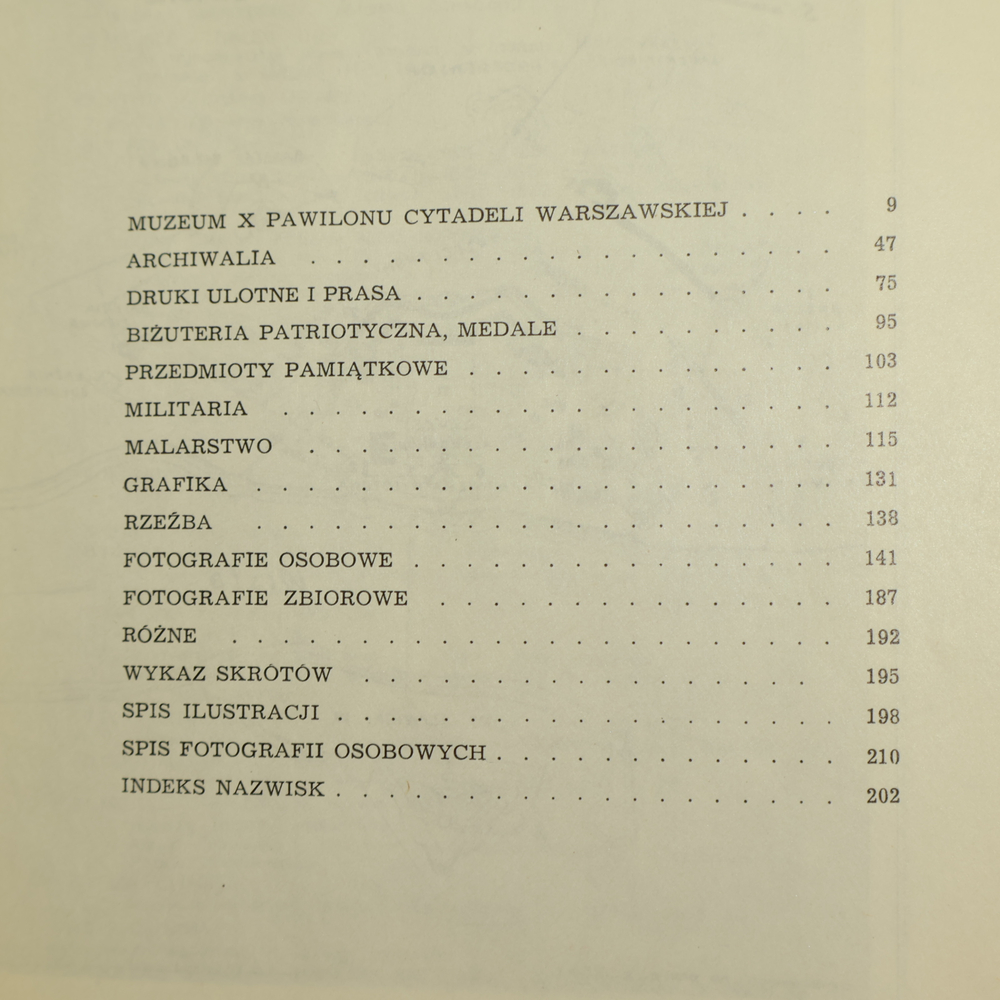 MUZEUM X PAWILONU CYTADELI WARSZAWSKIEJ . . . . 9
ARCHIWALIA . . . . . . . . . . . . . . . . . . . . . 47
DRUKI ULOTNE I PRASA . . . . . . . . . . . . . . . . 75
BIŻUTERIA PATRIOTYCZNA, MEDALE . . . . . . . . . . 95
PRZEDMIOTY PAMIĄTKOWE . . . . . . . . . . . . . . 103
MILITARIA . . . . . . . . . . . . . . . . . . . . . . 112
MALARSTWO . . . . . . . . . . . . . . . . . . . . . 115
GRAFIKA . . . . . . . . . . . . . . . . . . . . . . . 131
RZEŹBA . . . . . . . . . . . . . . . . . . . . . . . 138
FOTOGRAFIE OSOBOWE . . . . . . . . . . . . . . . . . 141
FOTOGRAFIE ZBIOROWE . . . . . . . . . . . . . . . . 187
RÓŻNE . . . . . . . . . . . . . . . . . . . . . . . . 192
WYKAZ SKRÓTÓW . . . . . . . . . . . . . . . . . . 195
SPIS ILUSTRACJI . . . . . . . . . . . . . . . . . . . 198
SPIS FOTOGRAFII OSOBOWYCH . . . . . . . . . . . . . 210
INDEKS NAZWISK . . . . . . . . . . . . . . . . . . . 202